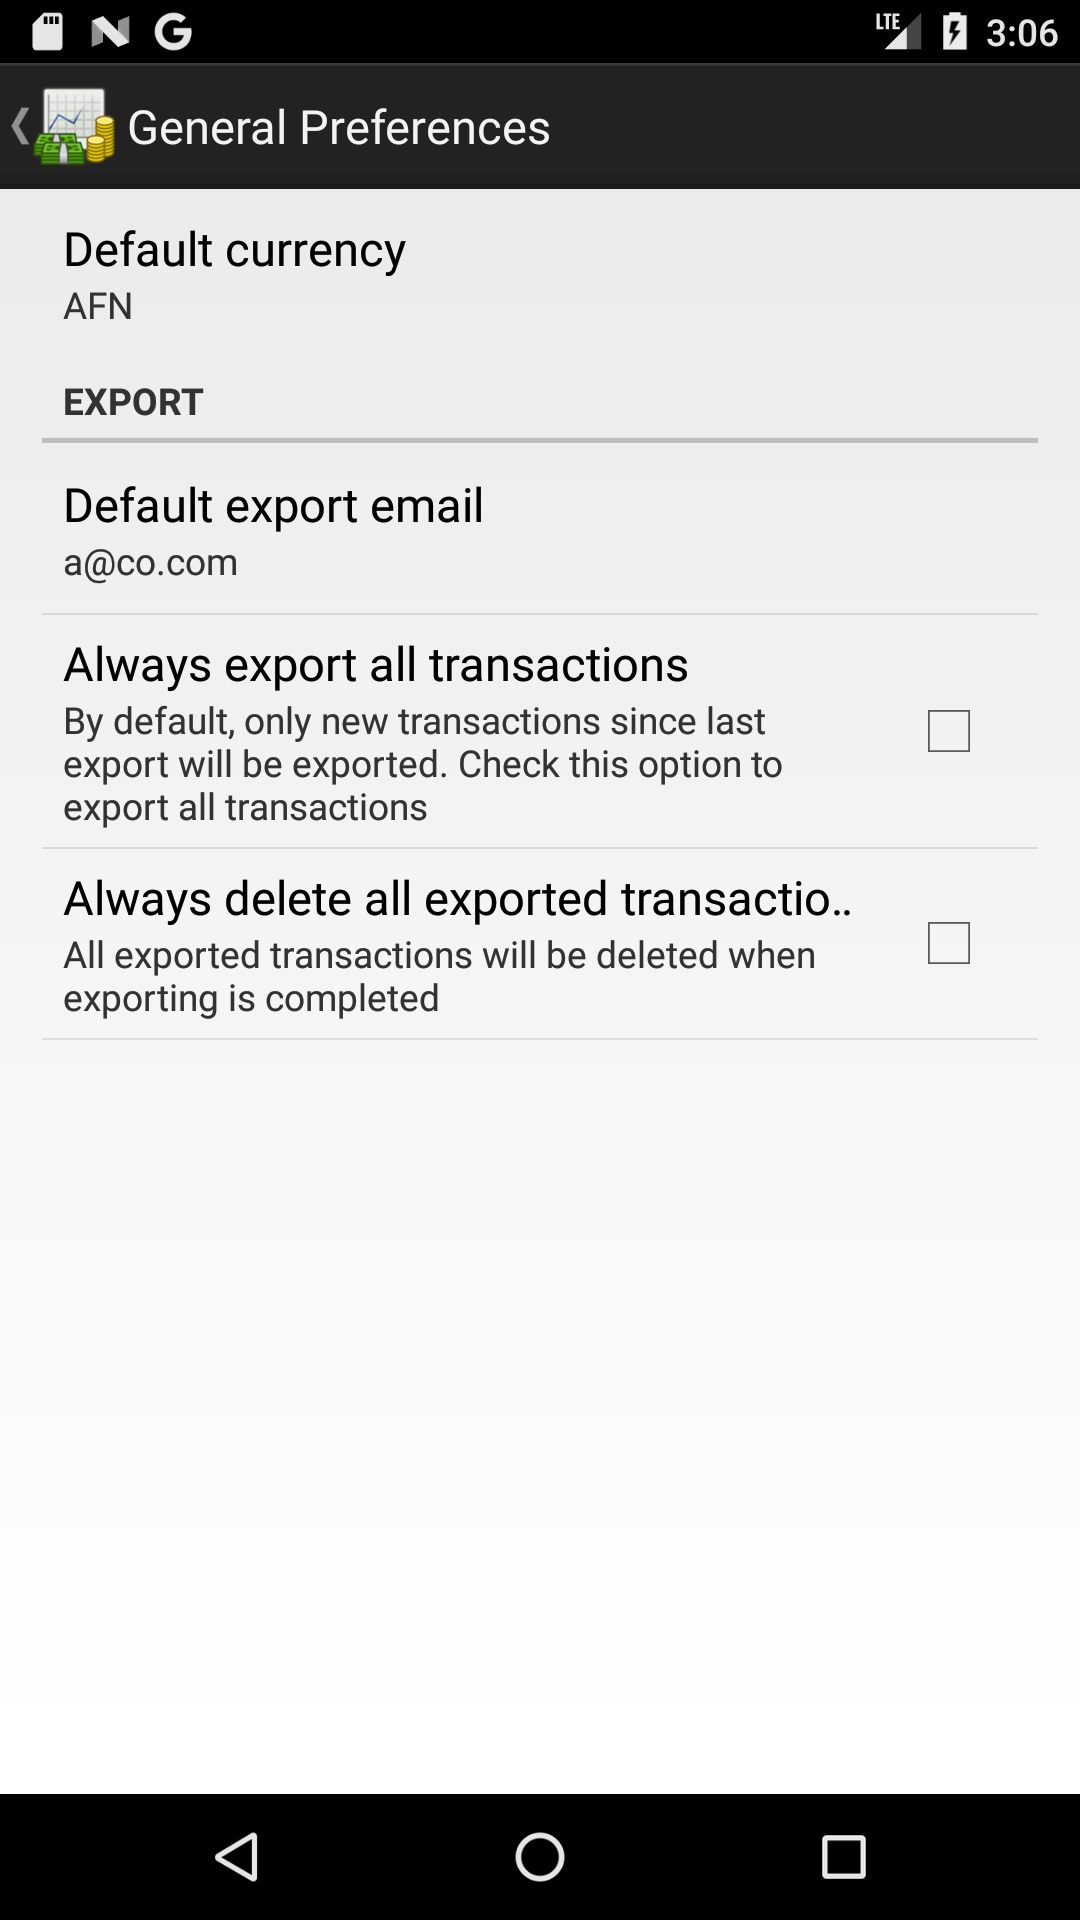 LTE
3:06
General Preferences
Default currency
AFN
EXPORT
Default export email
a@co.com
Always export all transactions
By default, only new transactions since last
export will be exported. Check this option to
export all transactions
Always delete all exported transactio..
All exported transactions will be deleted when
exporting is completed